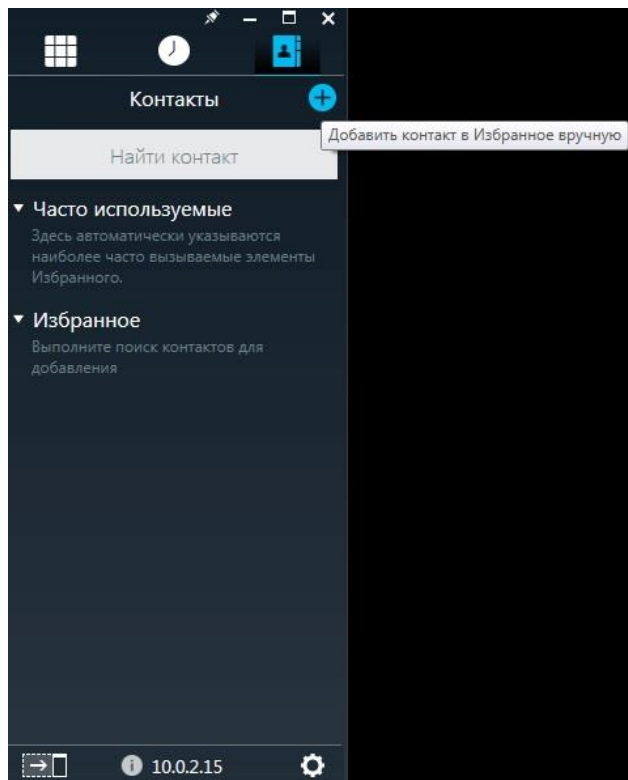 Контакты
Добавить контакт в Избранное вручную
Найти контакт
Часто используемые
Здесь автоматически указываются
наиболее часто вызываемые элементы
Избранного.
Избранное
Выполните поиск контактов для
добавления
10.0.2.15